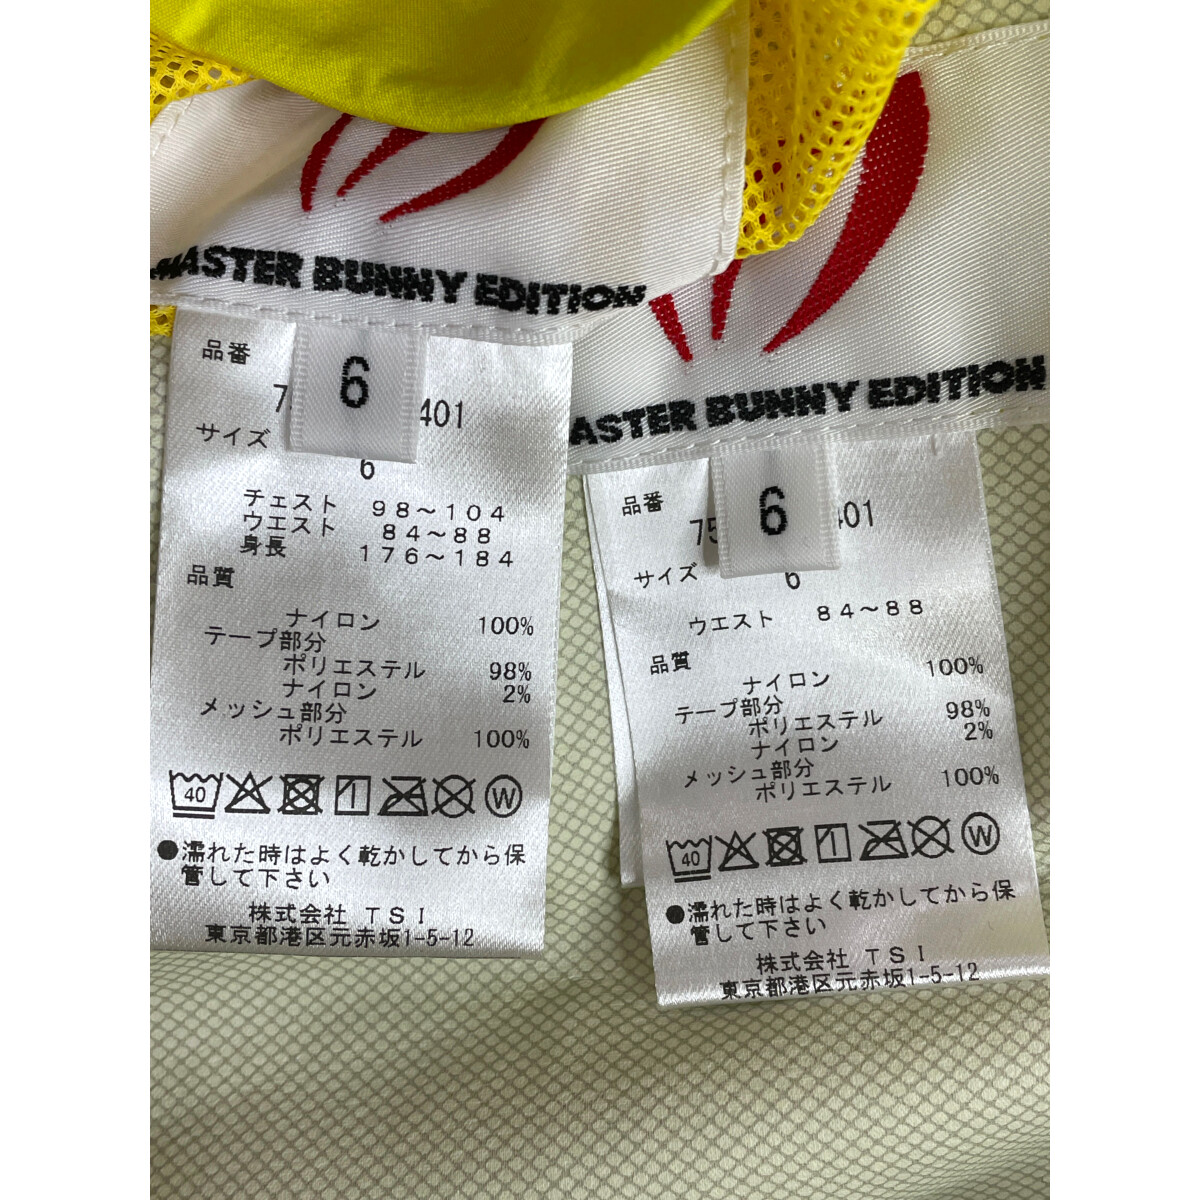 MASTER BUNNY EDITION
6
品番
401
サイズ
6
チェスト 98～104
ウエスト 84～88
身長 176～184
品質
ナイロン 100%
テープ部分
ポリエステル 98%
ナイロン 2%
メッシュ部分
ポリエステル 100%
40 W
●濡れた時はよく乾かしてから保
管して下さい
株式会社 TSI
東京都港区元赤坂1-5-12
ASTER BUNNY EDITION
6
品番
75 401
サイズ
6
ウエスト 84～88
品質
ナイロン 100%
テープ部分
ポリエステル 98%
ナイロン 2%
メッシュ部分
ポリエステル 100%
40 W
●濡れた時はよく乾かしてから保
管して下さい
株式会社 TSI
東京都港区元赤坂1-5-12